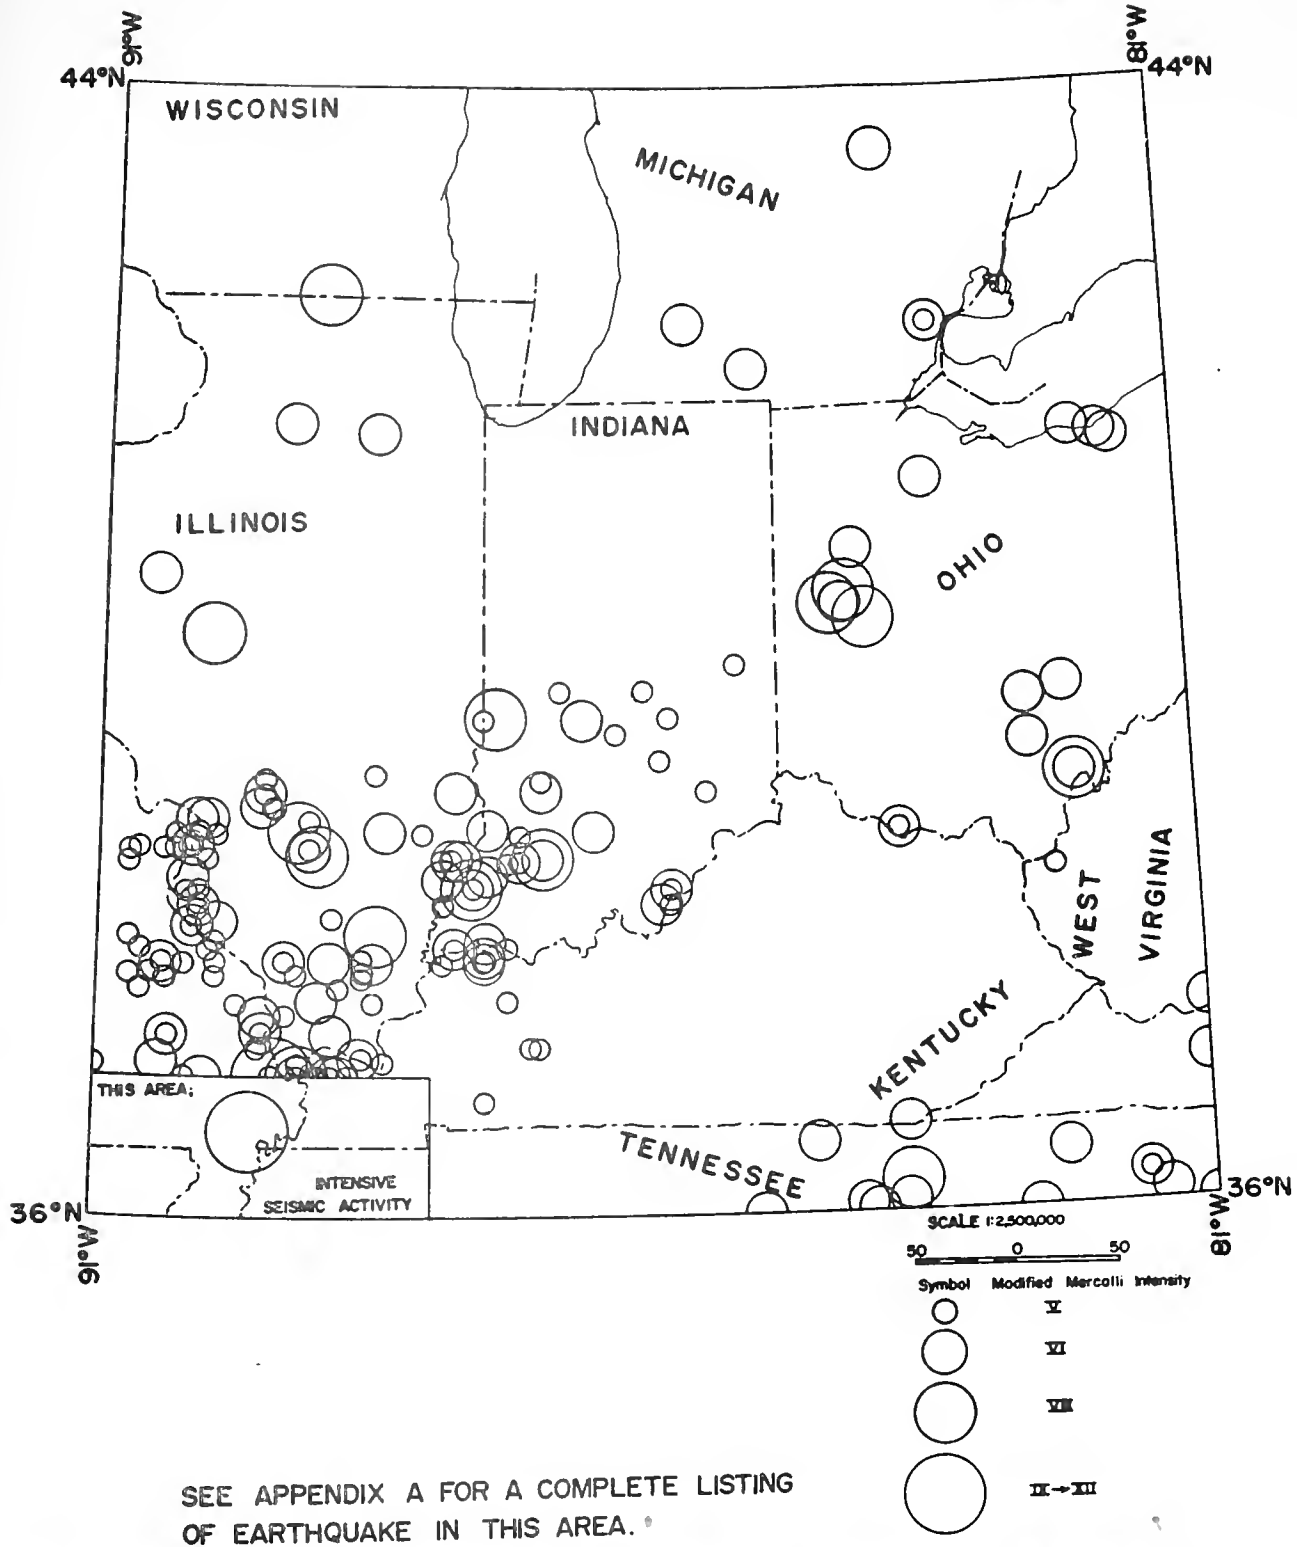 91°W
81°W
44°N
44°N
WISCONSIN
MICHIGAN
INDIANA
ILLINOIS
OHIO
WEST
VIRGINIA
KENTUCKY
THIS AREA;
TENNESSEE
INTENSIVE
SEISMIC ACTIVITY
36°N
36°N
91°W
81°W
SCALE 1:2,500,000
50 0 50
Symbol Modified Mercalli Intensity
V
VI
IX→XII
SEE APPENDIX A FOR A COMPLETE LISTING
OF EARTHQUAKE IN THIS AREA.